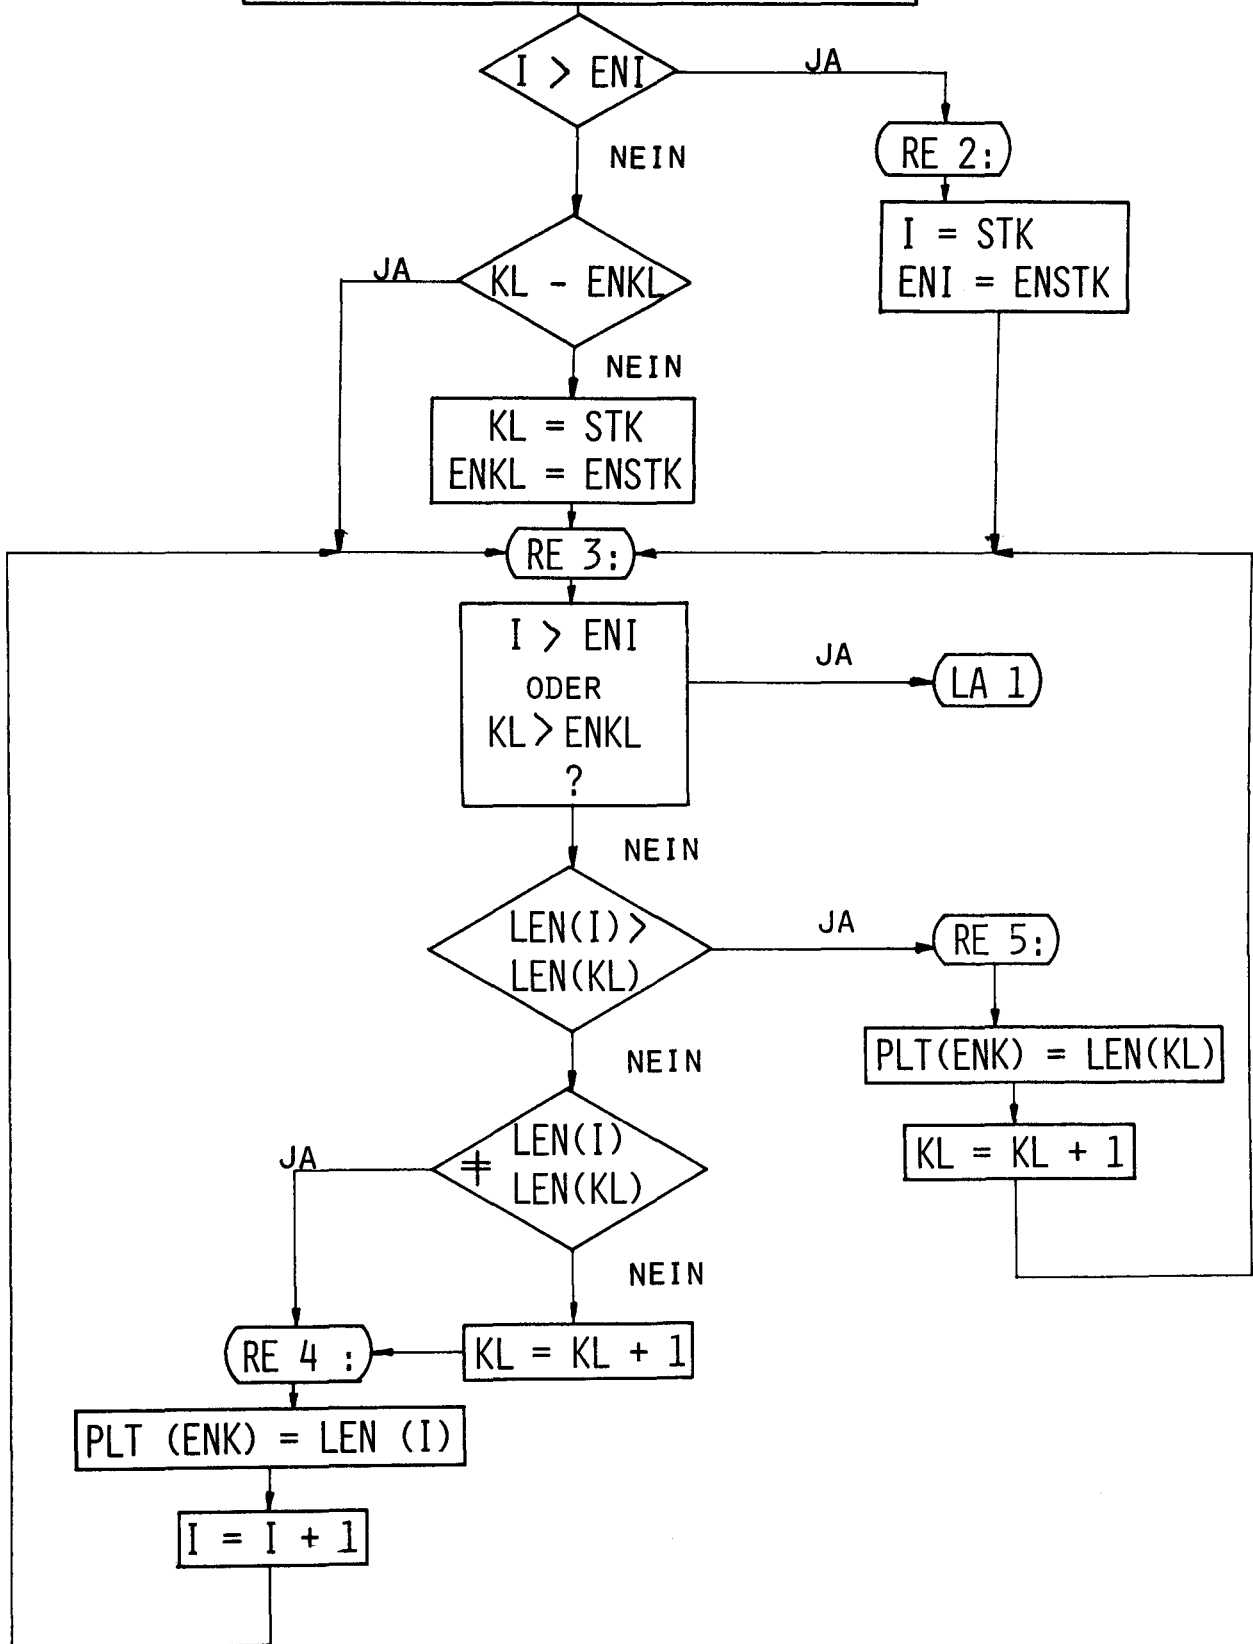 I > ENI
JA
NEIN
RE 2:
I = STK
ENI = ENSTK
JA
KL - ENKL
NEIN
KL = STK
ENKL = ENSTK
RE 3:
I > ENI
ODER
KL > ENKL
?
JA
LA 1
NEIN
LEN(I) >
LEN(KL)
JA
RE 5:
NEIN
PLT(ENK) = LEN(KL)
KL = KL + 1
JA
LEN(I)
≠
LEN(KL)
NEIN
KL = KL + 1
RE 4 :
PLT (ENK) = LEN (I)
I = I + 1